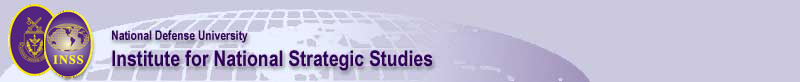 National Defense University
Institute for National Strategic Studies
INSS